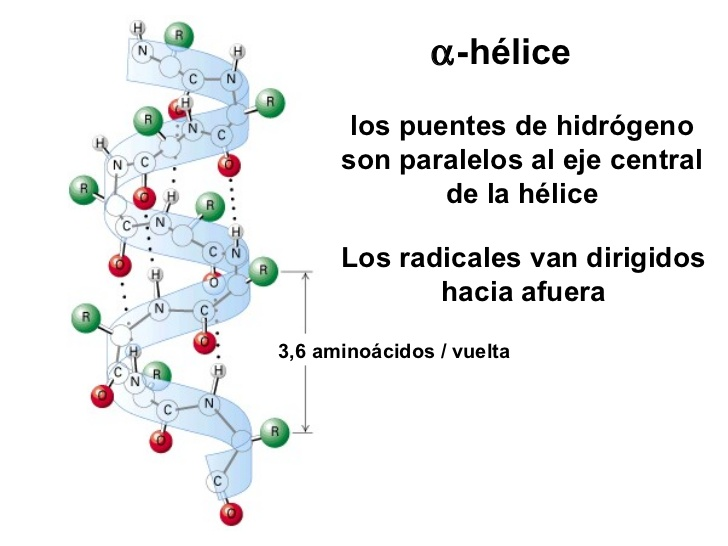 α-hélice
los puentes de hidrógeno
son paralelos al eje central
de la hélice
Los radicales van dirigidos
hacia afuera
3,6 aminoácidos / vuelta
H
R
N
H
C
N
R
O
H
R
N
C
H
N
C
O
R
O
H
R
C
N
H
O
C
N
R
H
O
N
C
R
O
H
C
N
R
H
O
C
N
O
R
C
O